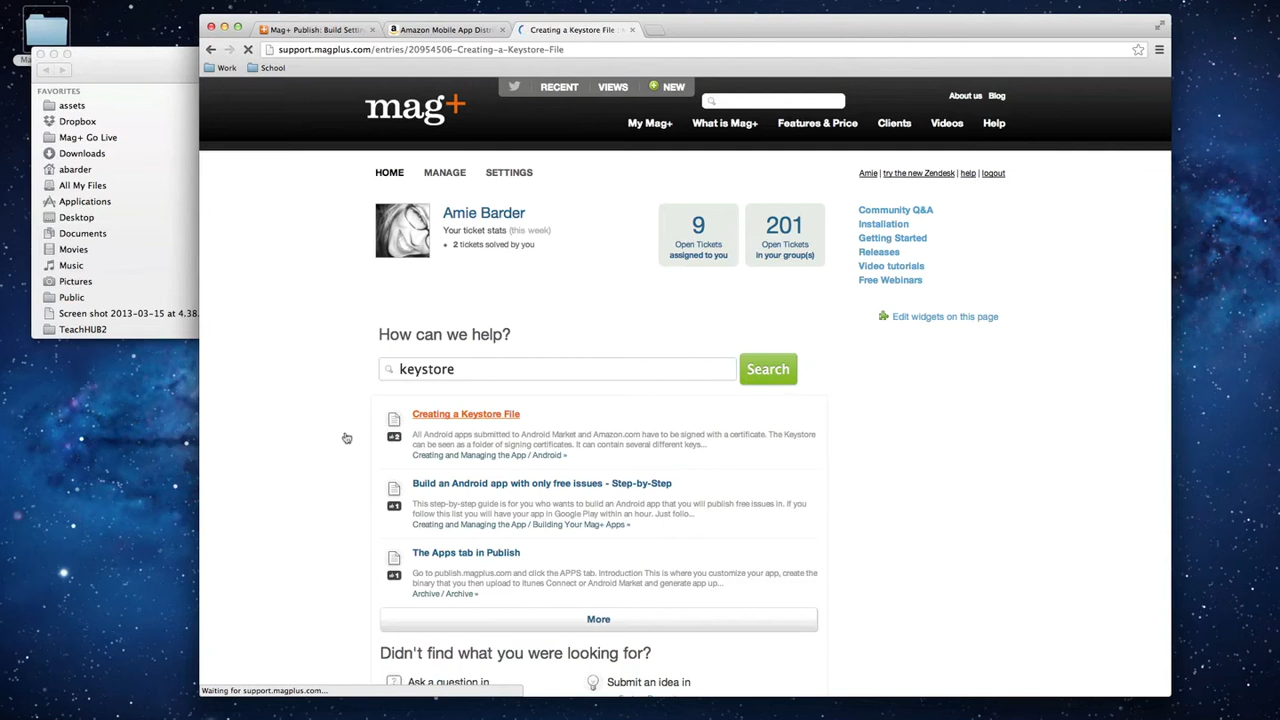 Mag+ Publish: Build Settin
Amazon Mobile App Distri
Creating a Keystore File :
support.magplus.com/entries/20954506-Creating-a-Keystore-File
Work
School
FAVORITES
assets
Dropbox
Mag+ Go Live
Downloads
abarder
All My Files
Applications
Desktop
Documents
Movies
Music
Pictures
Public
Screen shot 2013-03-15 at 4.38.
TeachHUB2
RECENT VIEWS NEW
mag+
About us Blog
My Mag+ What is Mag+ Features & Price Clients Videos Help
HOME MANAGE SETTINGS
Amie | try the new Zendesk | help | logout
Amie Barder
Your ticket stats (this week)
2 tickets solved by you
9
Open Tickets
assigned to you
201
Open Tickets
in your group(s)
Community Q&A
Installation
Getting Started
Releases
Video tutorials
Free Webinars
Edit widgets on this page
How can we help?
keystore
Search
Creating a Keystore File
All Android apps submitted to Android Market and Amazon.com have to be signed with a certificate. The Keystore
can be seen as a folder of signing certificates. It can contain several different keys...
Creating and Managing the App / Android »
Build an Android app with only free issues - Step-by-Step
This step-by-step guide is for you who wants to build an Android app that you will publish free issues in. If you
follow this list you will have your app in Google Play within an hour. Just follo...
Creating and Managing the App / Building Your Mag+ Apps »
The Apps tab in Publish
Go to publish.magplus.com and click the APPS tab. Introduction This is where you customize your app, create the
binary that you then upload to Itunes Connect or Android Market and generate app up...
Archive / Archive »
More
Didn't find what you were looking for?
Ask a question in
Submit an idea in
Waiting for support.magplus.com...